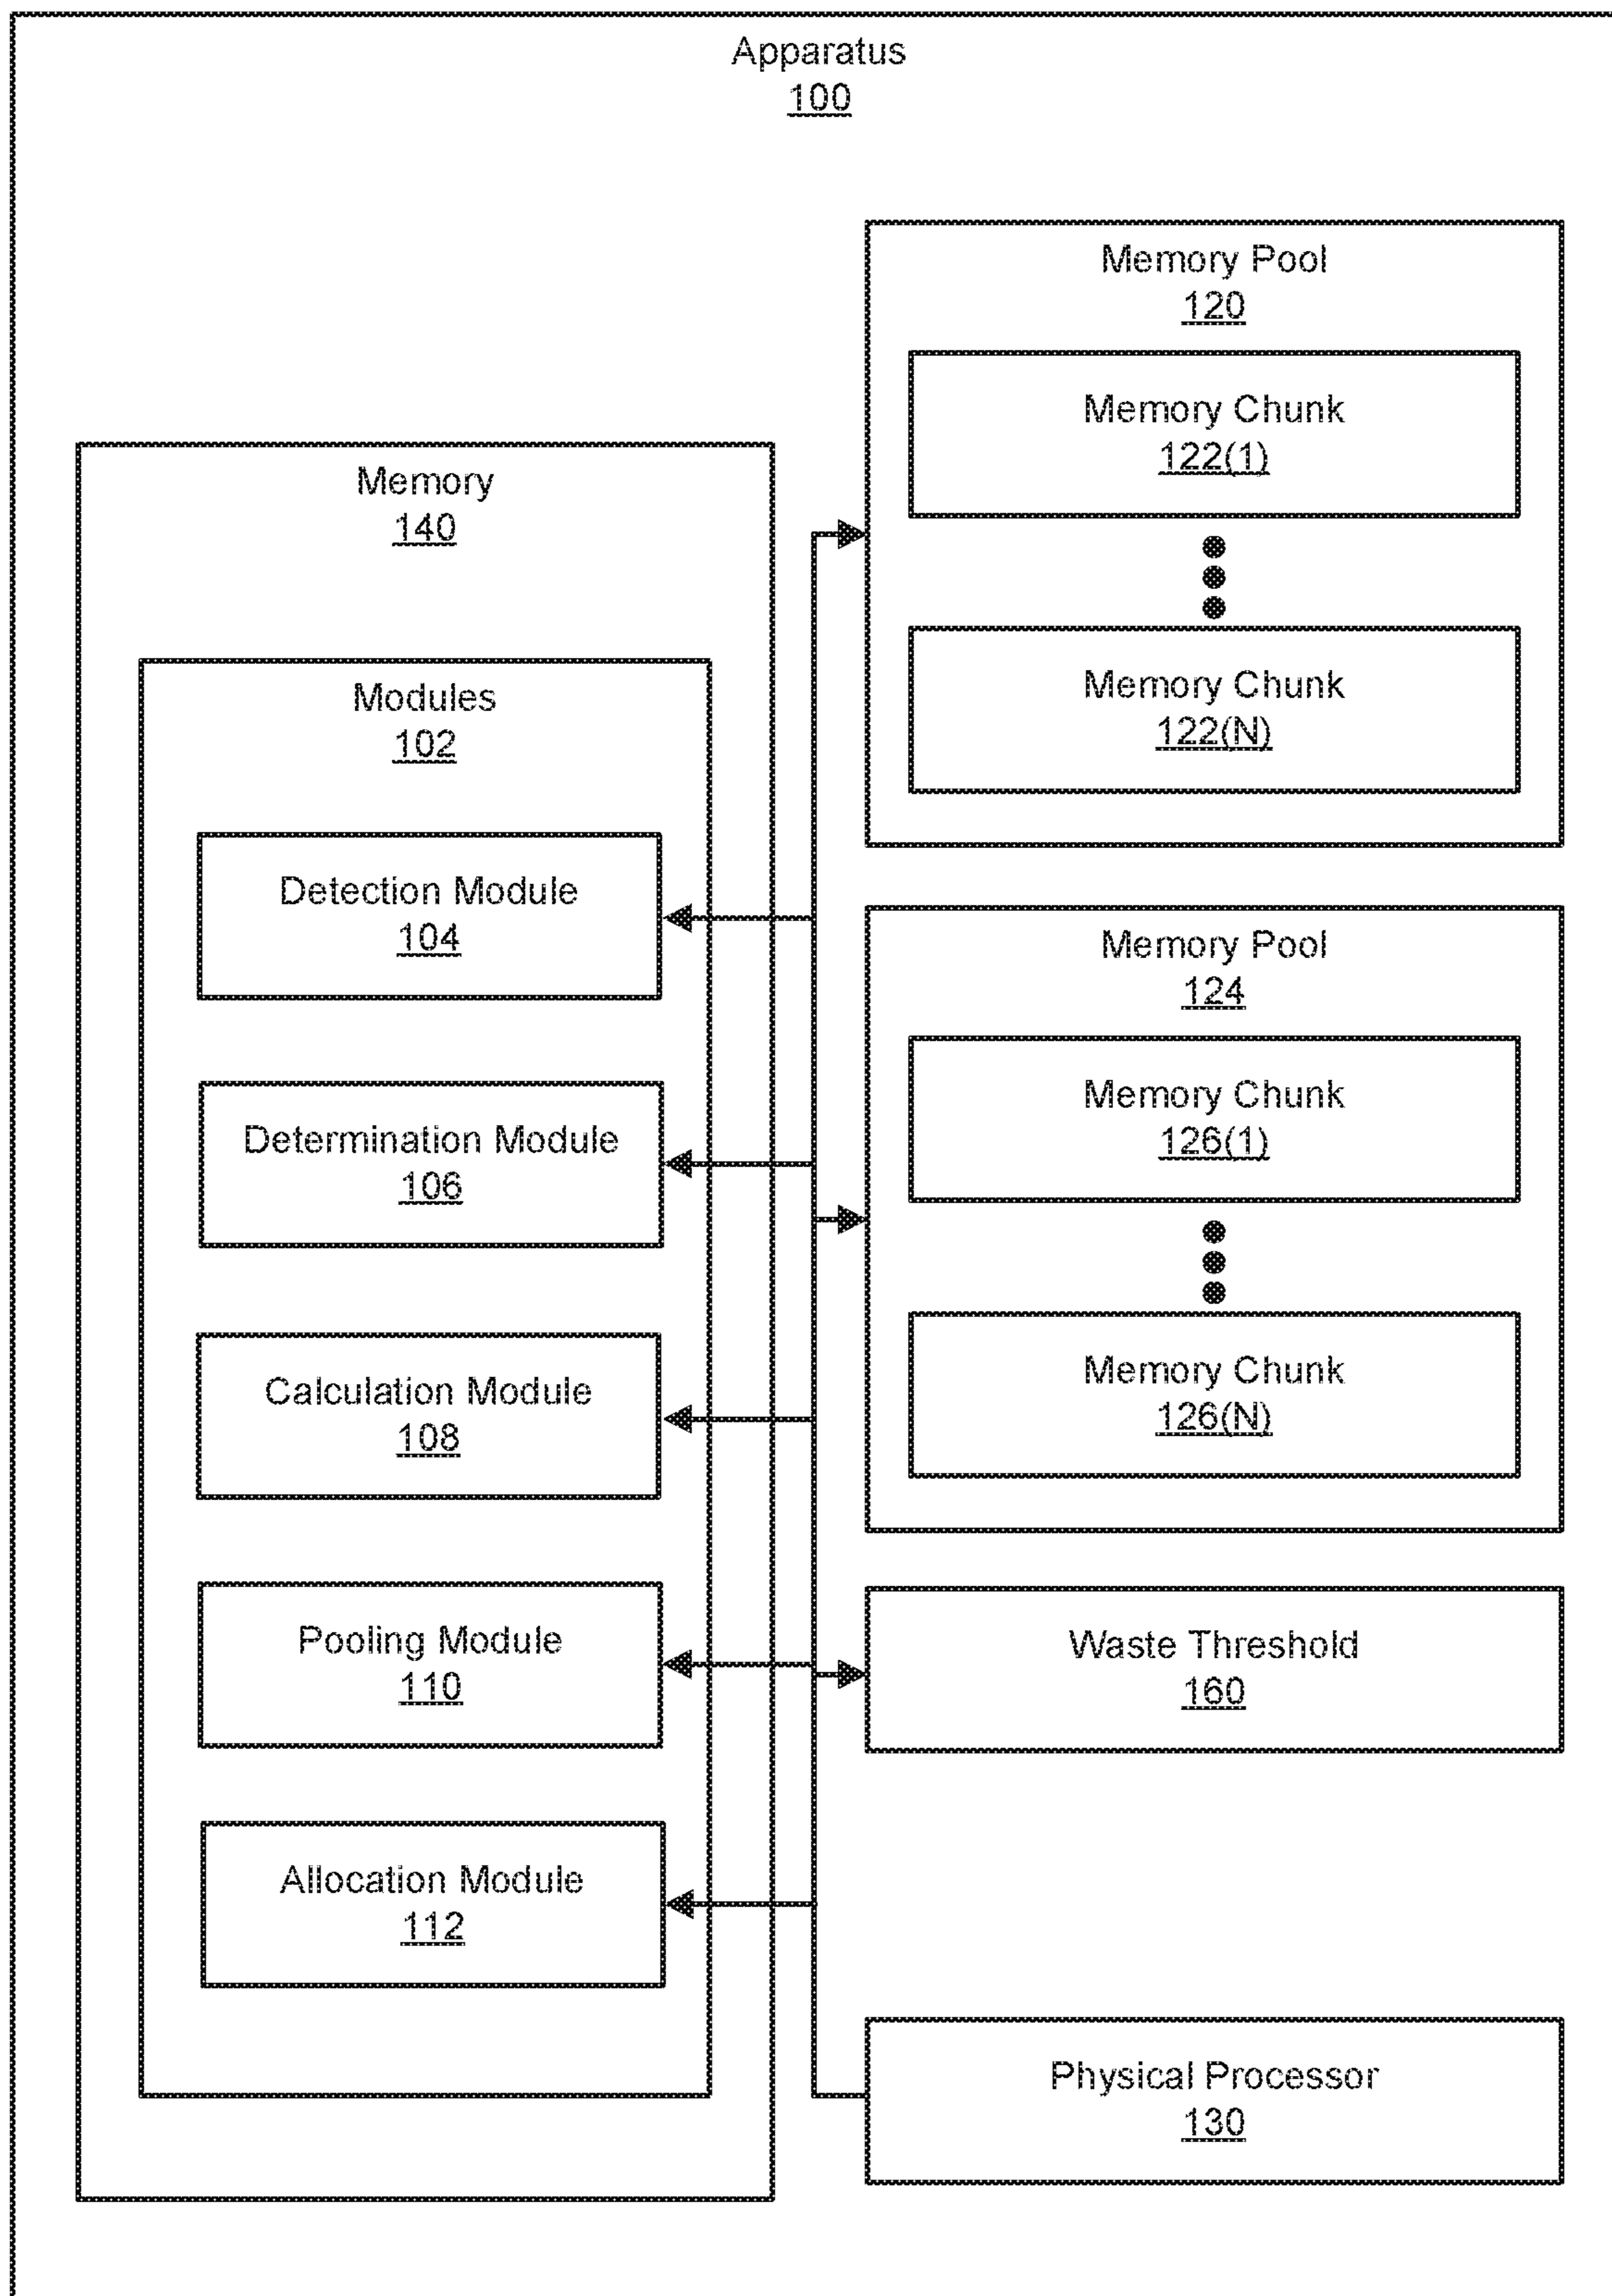 Apparatus
100
Memory
140
Modules
102
Detection Module
104
Determination Module
106
Calculation Module
108
Pooling Module
110
Allocation Module
112
Memory Pool
120
Memory Chunk
122(1)
Memory Chunk
122(N)
Memory Pool
124
Memory Chunk
126(1)
Memory Chunk
126(N)
Waste Threshold
160
Physical Processor
130